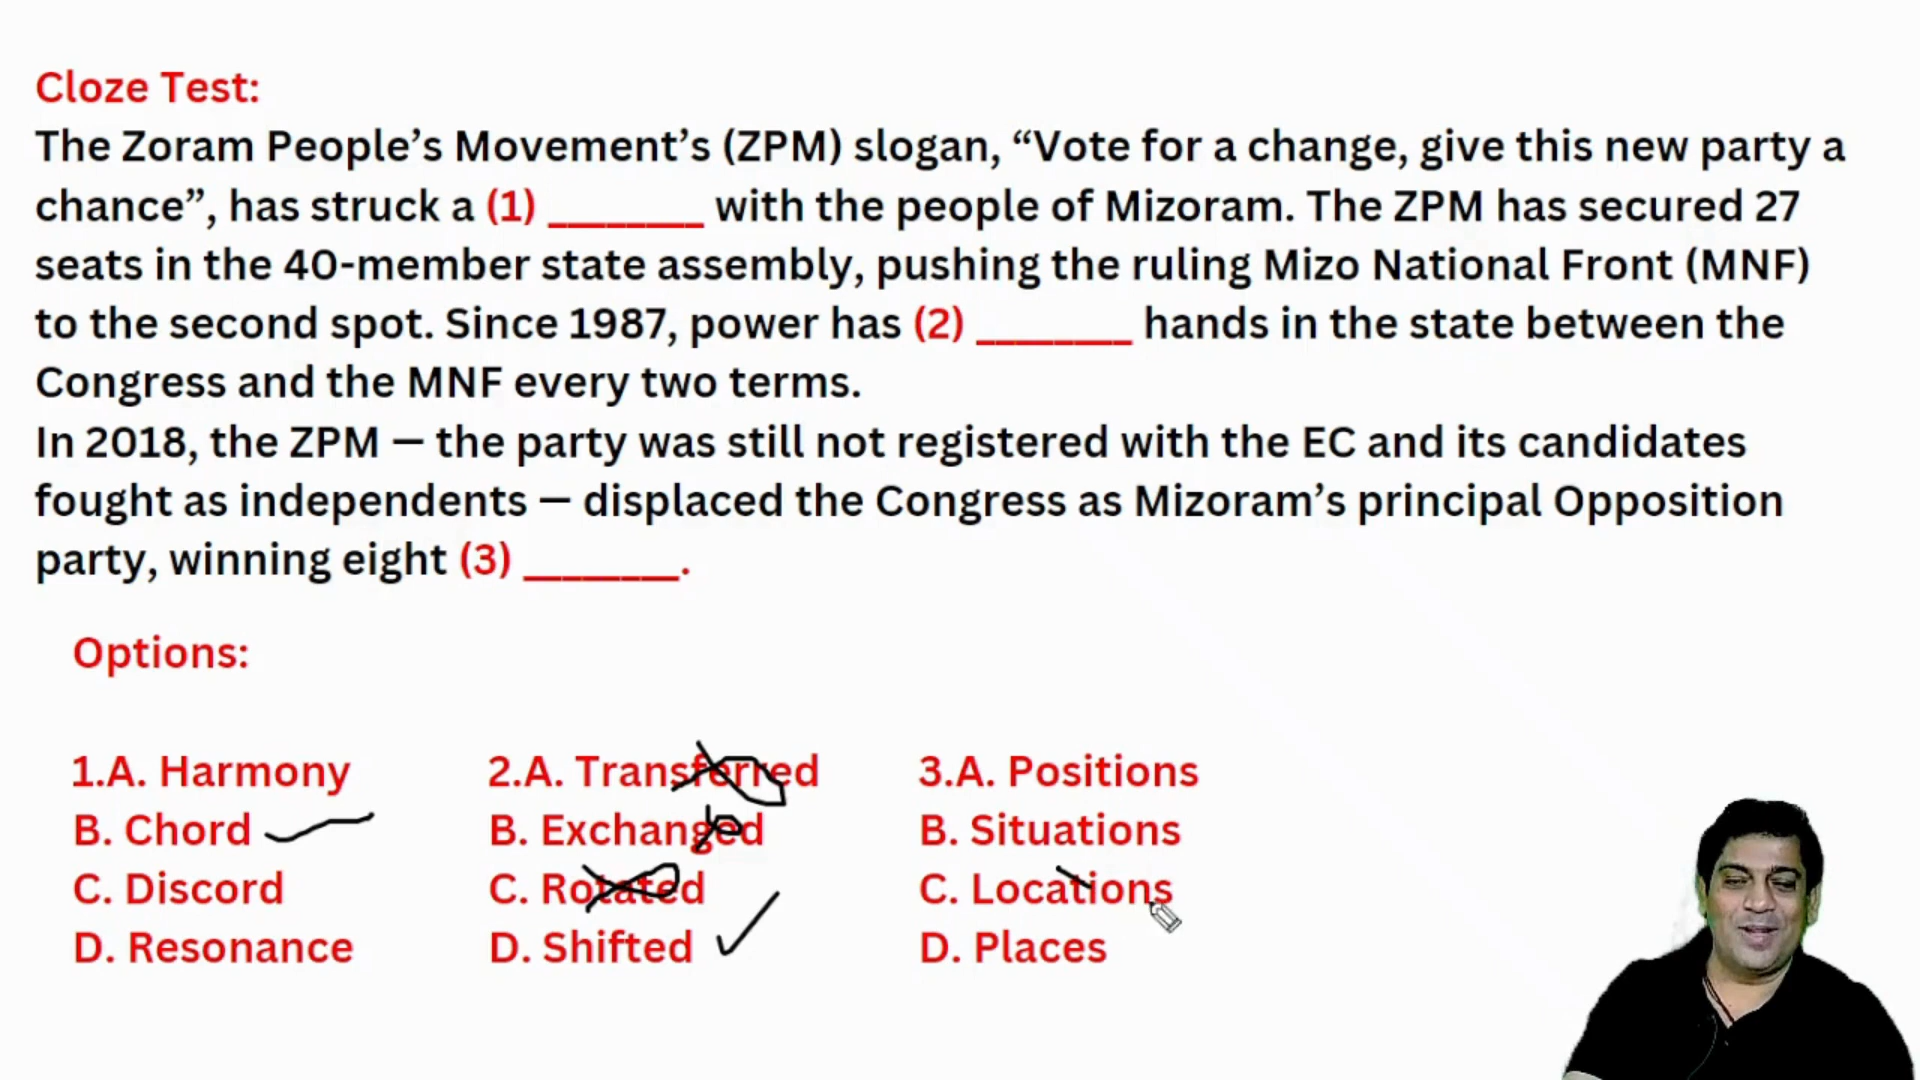 Cloze Test:
The Zoram People’s Movement’s (ZPM) slogan, “Vote for a change, give this new party a
chance”, has struck a (1) ________ with the people of Mizoram. The ZPM has secured 27
seats in the 40-member state assembly, pushing the ruling Mizo National Front (MNF)
to the second spot. Since 1987, power has (2) ________ hands in the state between the
Congress and the MNF every two terms.
In 2018, the ZPM — the party was still not registered with the EC and its candidates
fought as independents — displaced the Congress as Mizoram’s principal Opposition
party, winning eight (3) ________.
Options:
1.A. Harmony
B. Chord
C. Discord
D. Resonance
2.A. Transferred
B. Exchanged
C. Rotated
D. Shifted
3.A. Positions
B. Situations
C. Locations
D. Places